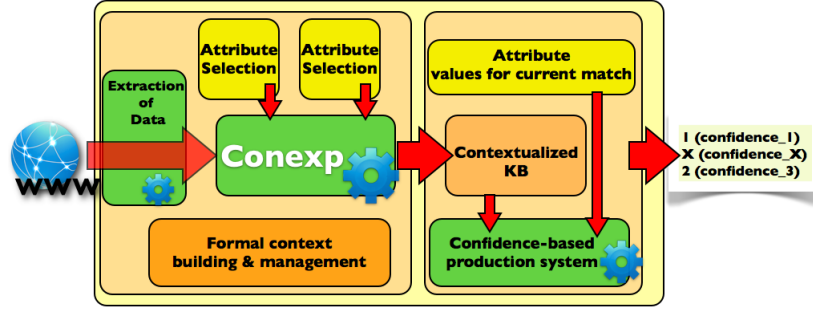 WWW
Extraction
of
Data
Attribute
Selection
Attribute
Selection
Conexp
Formal context
building & management
Attribute
values for current match
Contextualized
KB
Confidence-based
production system
1 (confidence_1)
X (confidence_X)
2 (confidence_3)